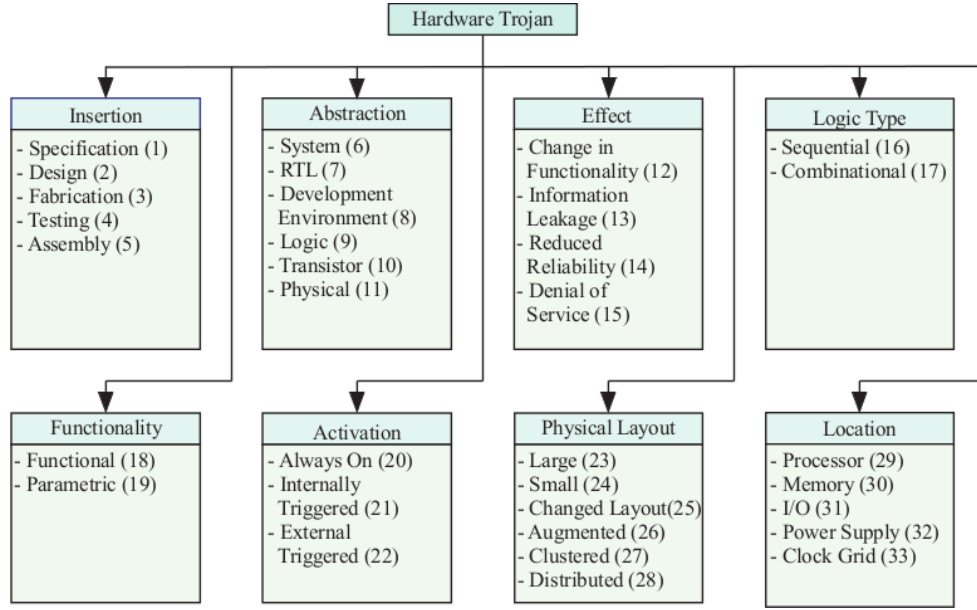 Hardware Trojan
Insertion
- Specification (1)
- Design (2)
- Fabrication (3)
- Testing (4)
- Assembly (5)
Abstraction
- System (6)
- RTL (7)
- Development
Environment (8)
- Logic (9)
- Transistor (10)
- Physical (11)
Effect
- Change in
Functionality (12)
- Information
Leakage (13)
- Reduced
Reliability (14)
- Denial of
Service (15)
Logic Type
- Sequential (16)
- Combinational (17)
Functionality
- Functional (18)
- Parametric (19)
Activation
- Always On (20)
- Internally
Triggered (21)
- External
Triggered (22)
Physical Layout
- Large (23)
- Small (24)
- Changed Layout(25)
- Augmented (26)
- Clustered (27)
- Distributed (28)
Location
- Processor (29)
- Memory (30)
- I/O (31)
- Power Supply (32)
- Clock Grid (33)